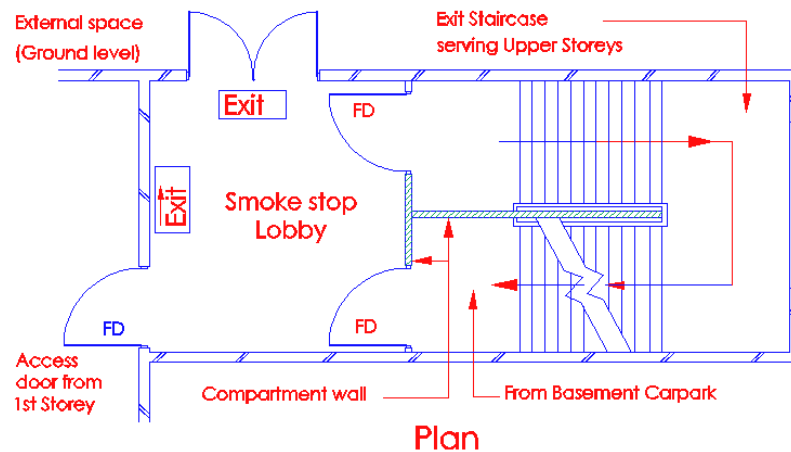 External space
(Ground level)
Exit Staircase
serving Upper Storeys
Exit
FD
Exit
Smoke stop
Lobby
FD
FD
Access
door from
1st Storey
Compartment wall
From Basement Carpark
Plan